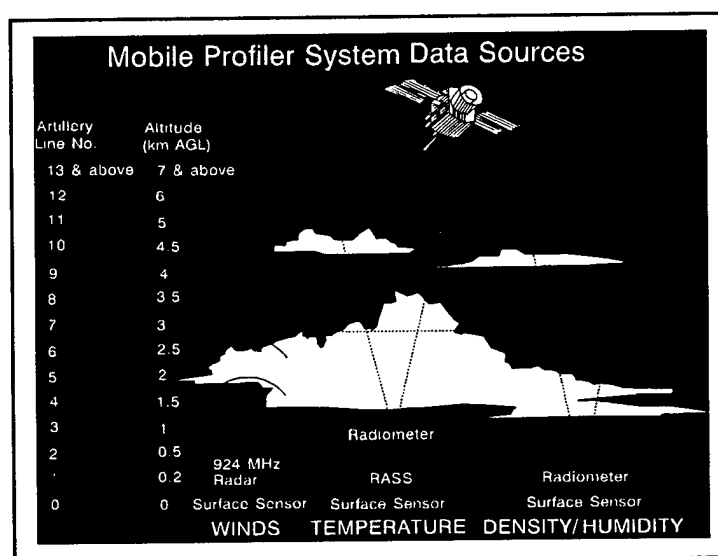 Mobile Profiler System Data Sources
Artillery Altitude
Line No. (km AGL)
13 & above 7 & above
12 6
11 5
10 4.5
9 4
8 3.5
7 3
6 2.5
5 2
4 1.5
3 1
Radiometer
2 0.5
924 MHz
0.2 Radar RASS Radiometer
0 0 Surface Sensor Surface Sensor Surface Sensor
WINDS TEMPERATURE DENSITY/HUMIDITY